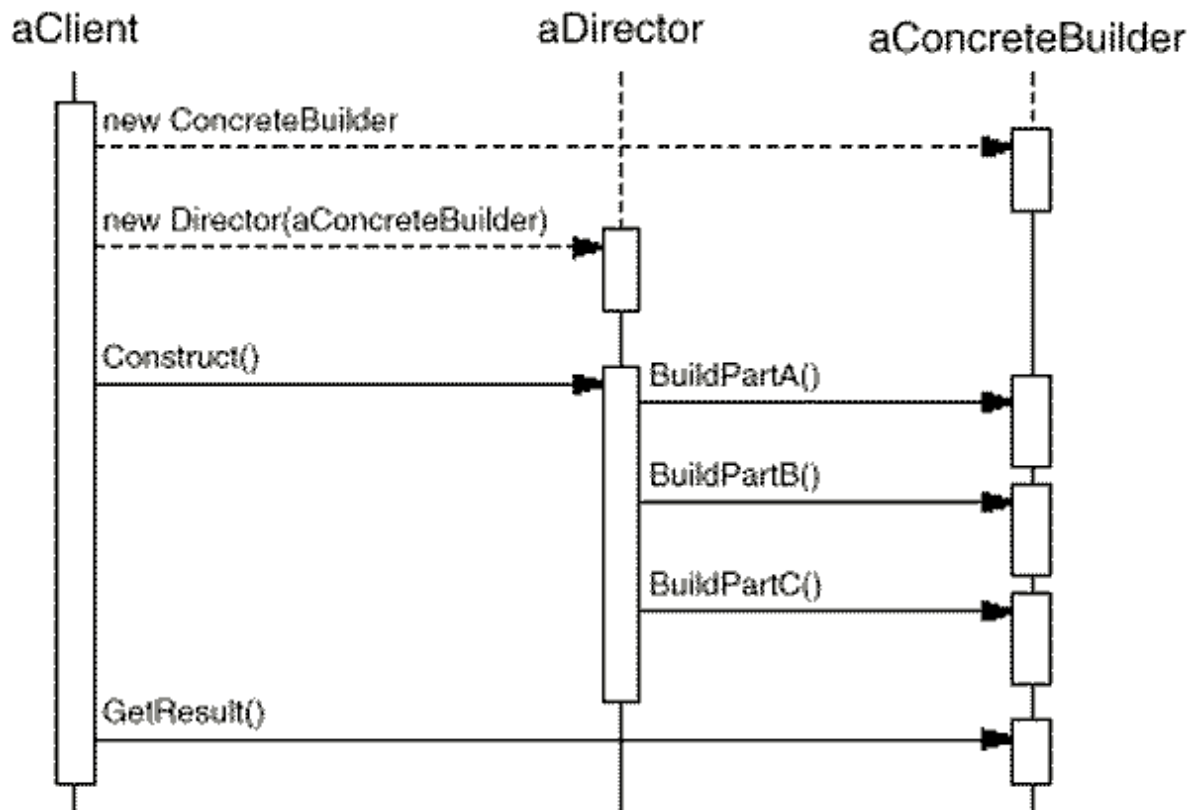 aClient
aDirector
aConcreteBuilder
new ConcreteBuilder
new Director(aConcreteBuilder)
Construct()
BuildPartA()
BuildPartB()
BuildPartC()
GetResult()